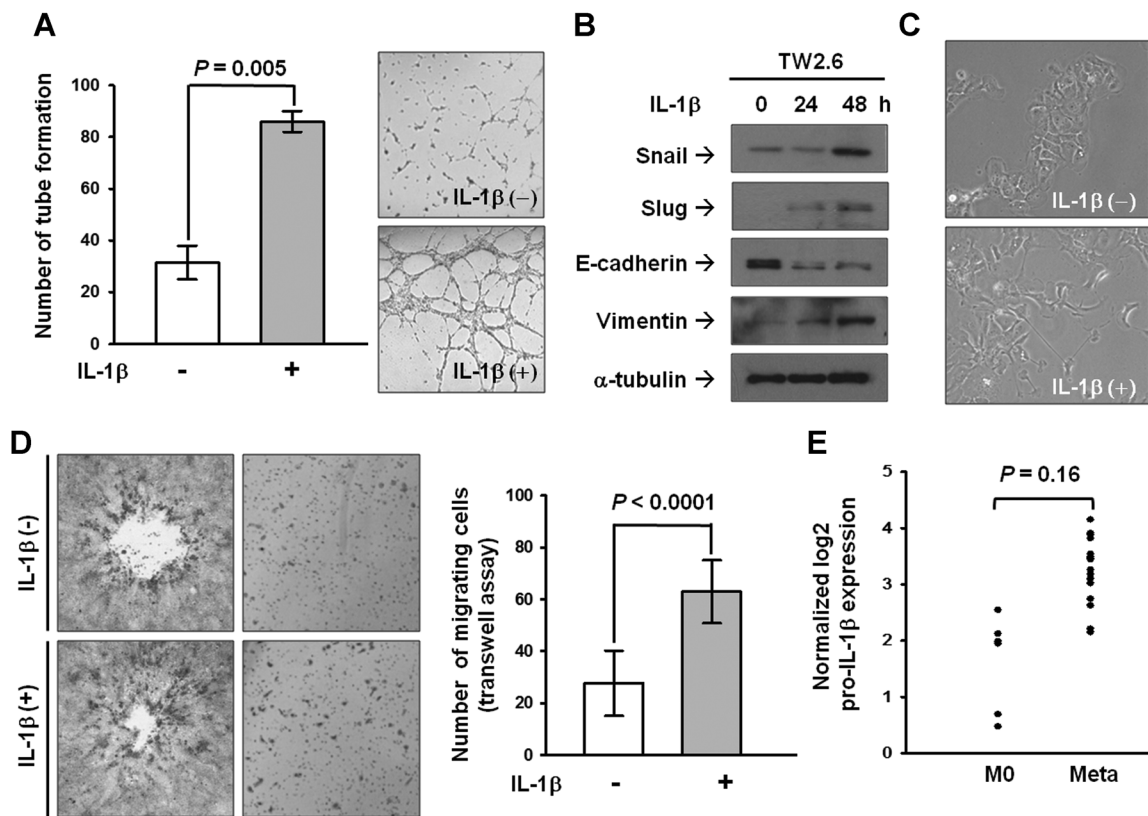 A
P = 0.005
Number of tube formation
100
80
60
40
20
0
IL-1β - +
IL-1β (−)
IL-1β (+)
B
TW2.6
IL-1β 0 24 48 h
Snail →
Slug →
E-cadherin →
Vimentin →
α-tubulin →
C
IL-1β (−)
IL-1β (+)
D
IL-1β (-)
IL-1β (+)
Number of migrating cells
(transwell assay)
P < 0.0001
100
80
60
40
20
0
IL-1β - +
E
Normalized log2
pro-IL-1β expression
P = 0.16
5
4
3
2
1
0
M0 Meta